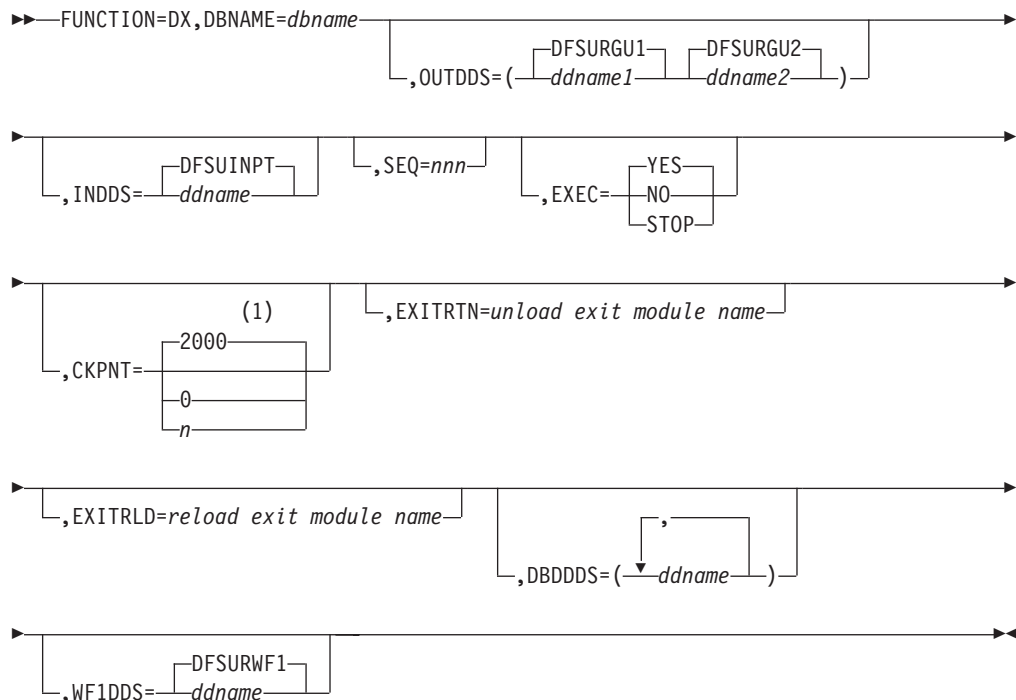 FUNCTION=DX,DBNAME=dbname
DFSURGU1 DFSURGU2
,OUTDDS=( ddname1 ddname2 )
DFSUINPT
,INDDS= ddname
,SEQ=nnn
YES
,EXEC= NO
STOP
(1)
2000
,CKPNT=
0
n
,EXITRTN=unload exit module name
,EXITRLD=reload exit module name
,
,DBDDDS=( ddname )
DFSURWF1
,WF1DDS= ddname